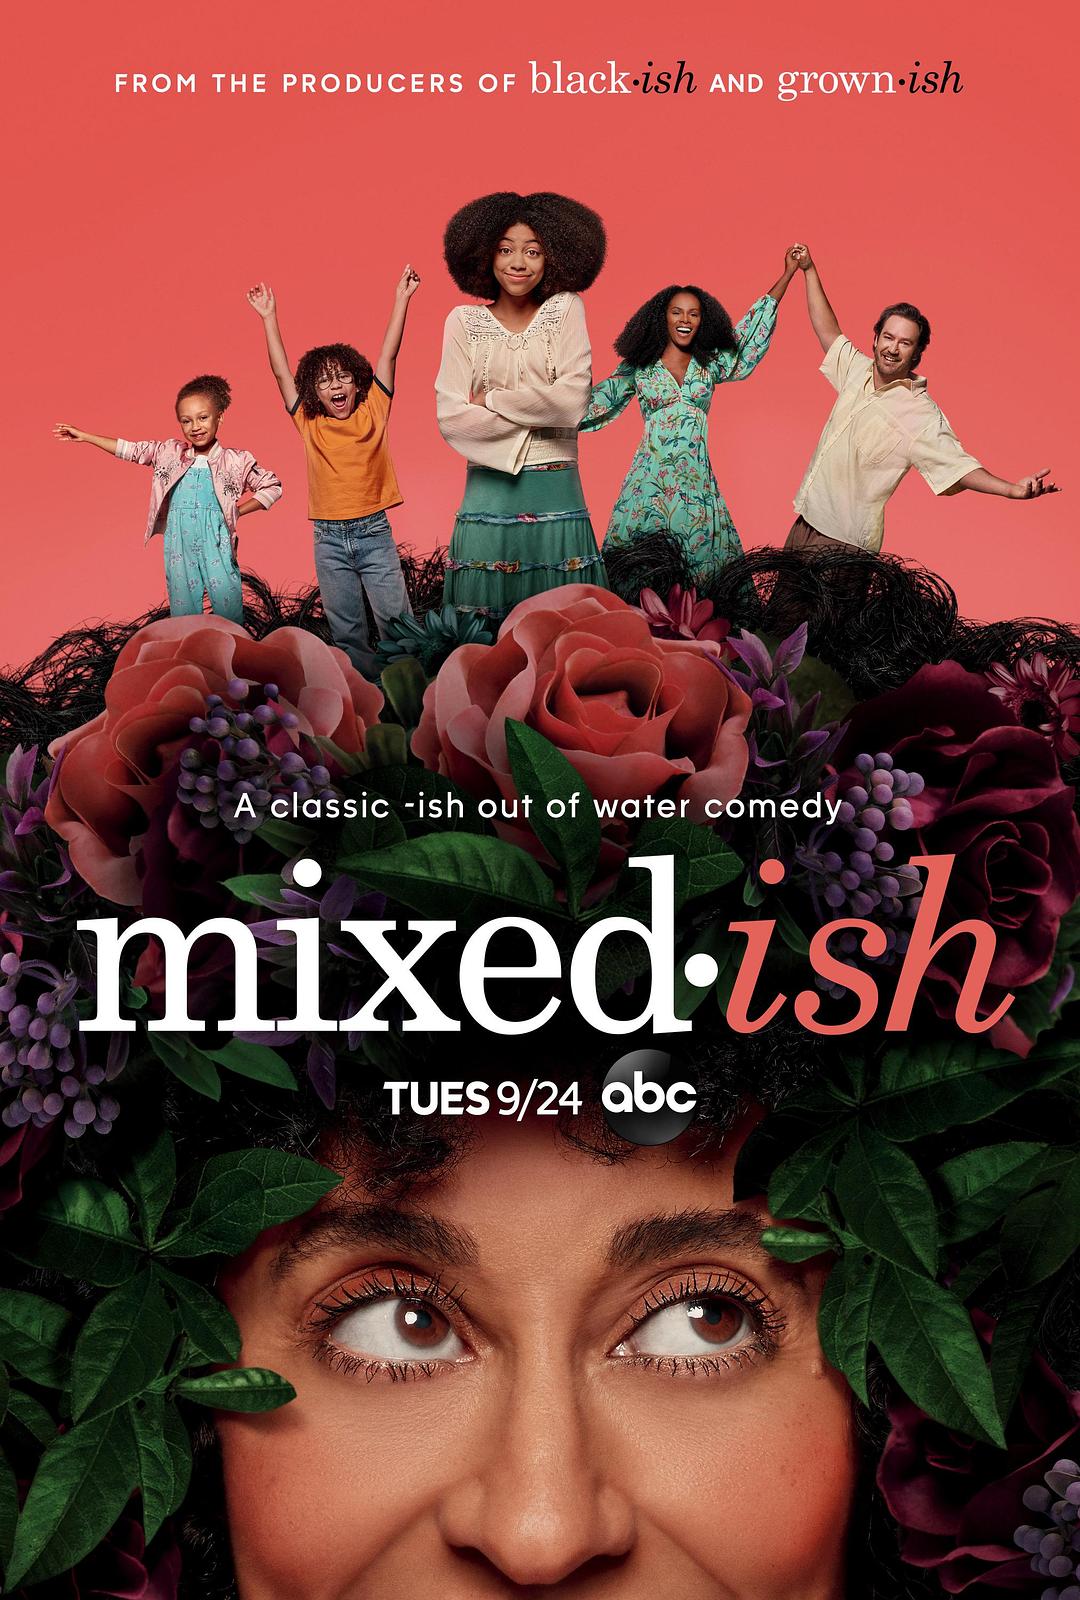 FROM THE PRODUCERS OF black·ish AND grown·ish
A classic -ish out of water comedy
mixed·ish
TUES 9/24 abc